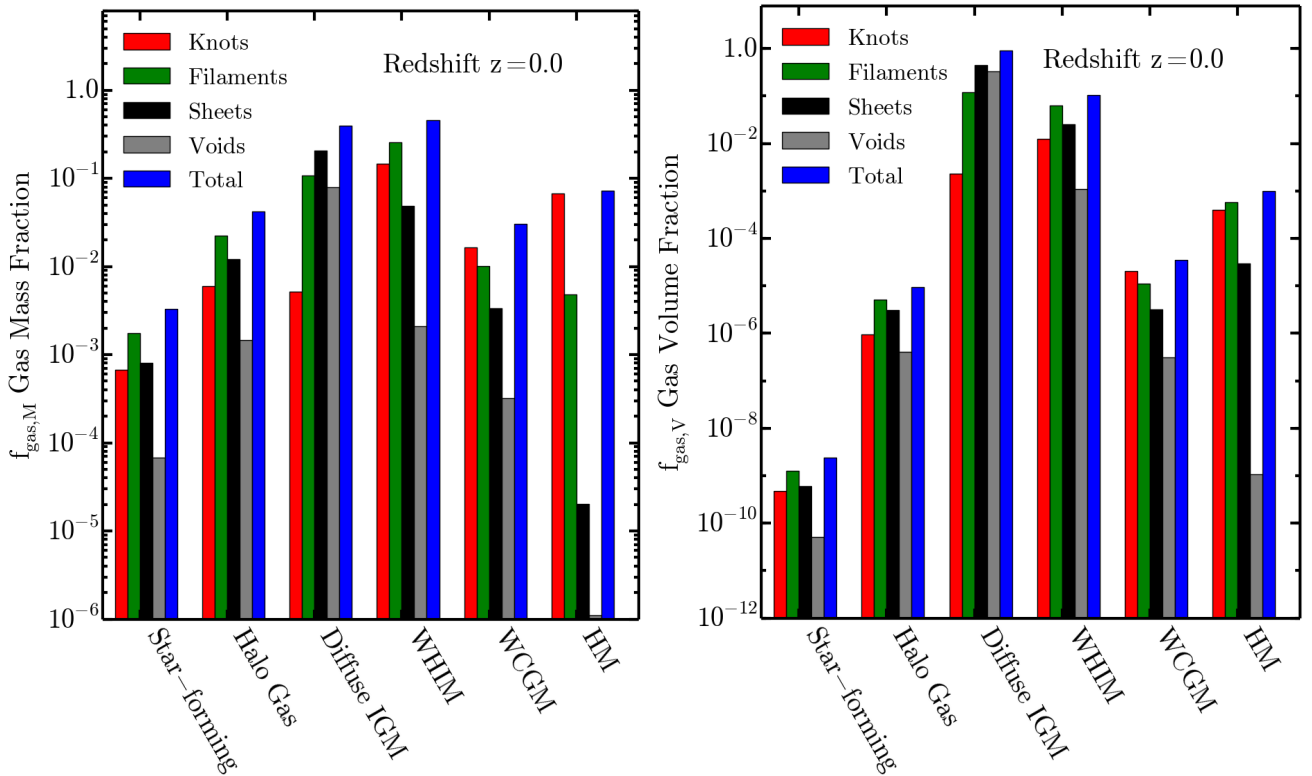 Knots
Filaments
Sheets
Voids
Total
Redshift z=0.0
f_gas,M Gas Mass Fraction
1.0
10^−1
10^−2
10^−3
10^−4
10^−5
10^−6
Star−forming
Halo Gas
Diffuse IGM
WHIM
WCGM
HM
Knots
Filaments
Sheets
Voids
Total
Redshift z=0.0
f_gas,V Gas Volume Fraction
1.0
10^−2
10^−4
10^−6
10^−8
10^−10
10^−12
Star−forming
Halo Gas
Diffuse IGM
WHIM
WCGM
HM